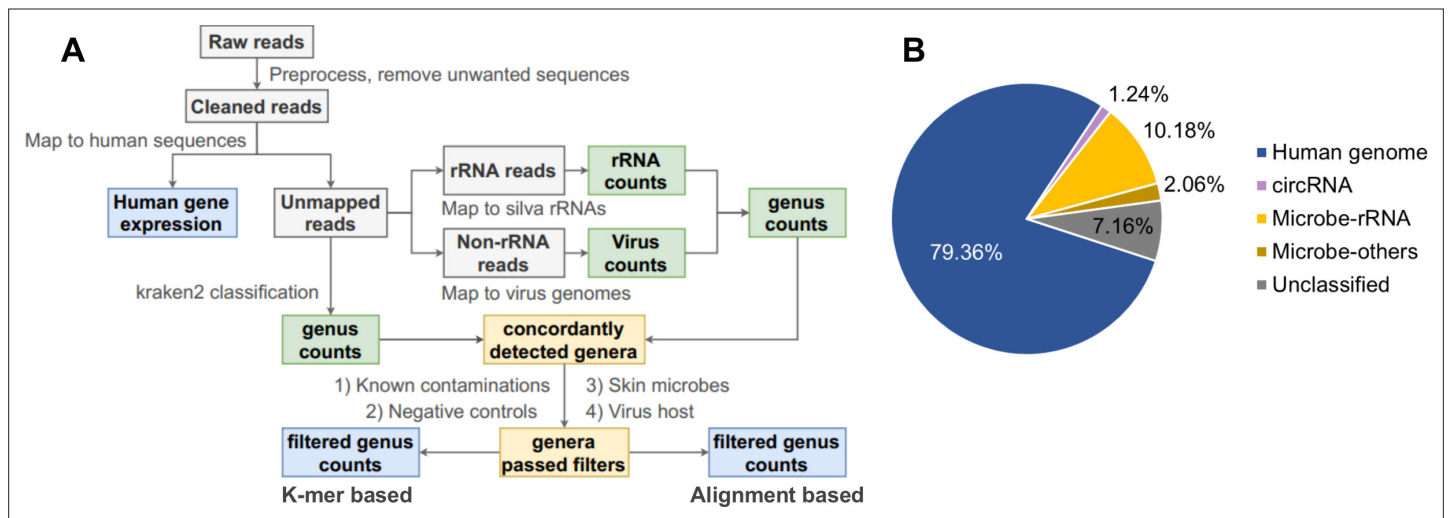 A
Raw reads
Preprocess, remove unwanted sequences
Cleaned reads
Map to human sequences
Human gene
expression
Unmapped
reads
rRNA reads
rRNA
counts
Map to silva rRNAs
Non-rRNA
reads
Virus
counts
Map to virus genomes
genus
counts
kraken2 classification
genus
counts
concordantly
detected genera
1) Known contaminations
2) Negative controls
3) Skin microbes
4) Virus host
filtered genus
counts
genera
passed filters
filtered genus
counts
K-mer based
Alignment based
B
1.24%
10.18%
2.06%
7.16%
79.36%
Human genome
circRNA
Microbe-rRNA
Microbe-others
Unclassified